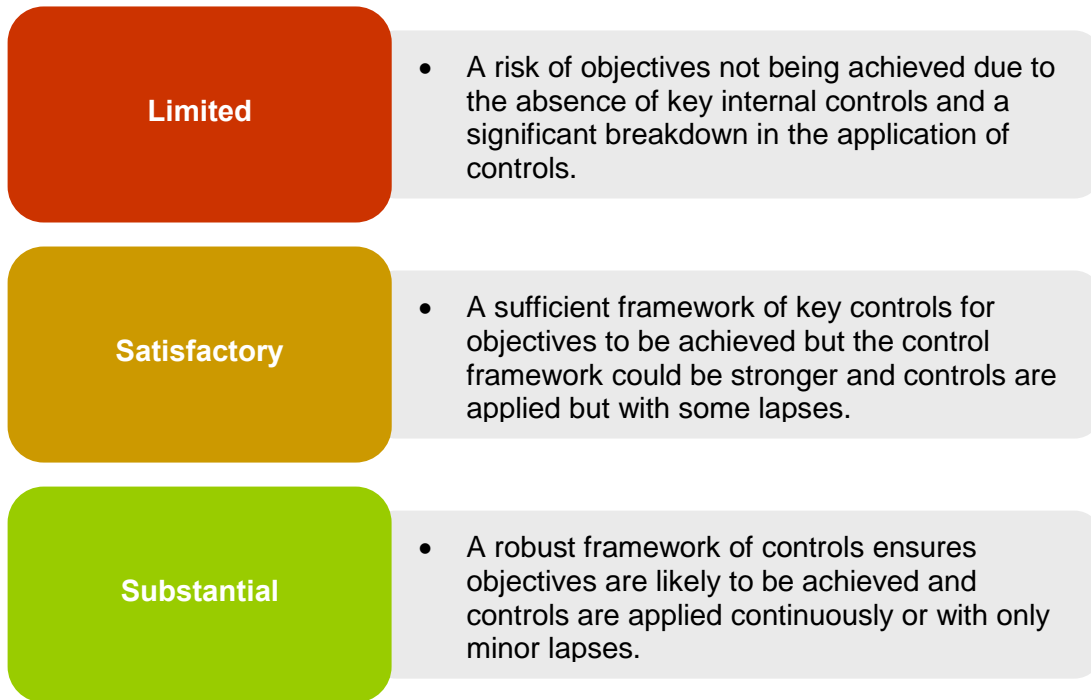 Limited
• A risk of objectives not being achieved due to
the absence of key internal controls and a
significant breakdown in the application of
controls.
Satisfactory
• A sufficient framework of key controls for
objectives to be achieved but the control
framework could be stronger and controls are
applied but with some lapses.
Substantial
• A robust framework of controls ensures
objectives are likely to be achieved and
controls are applied continuously or with only
minor lapses.